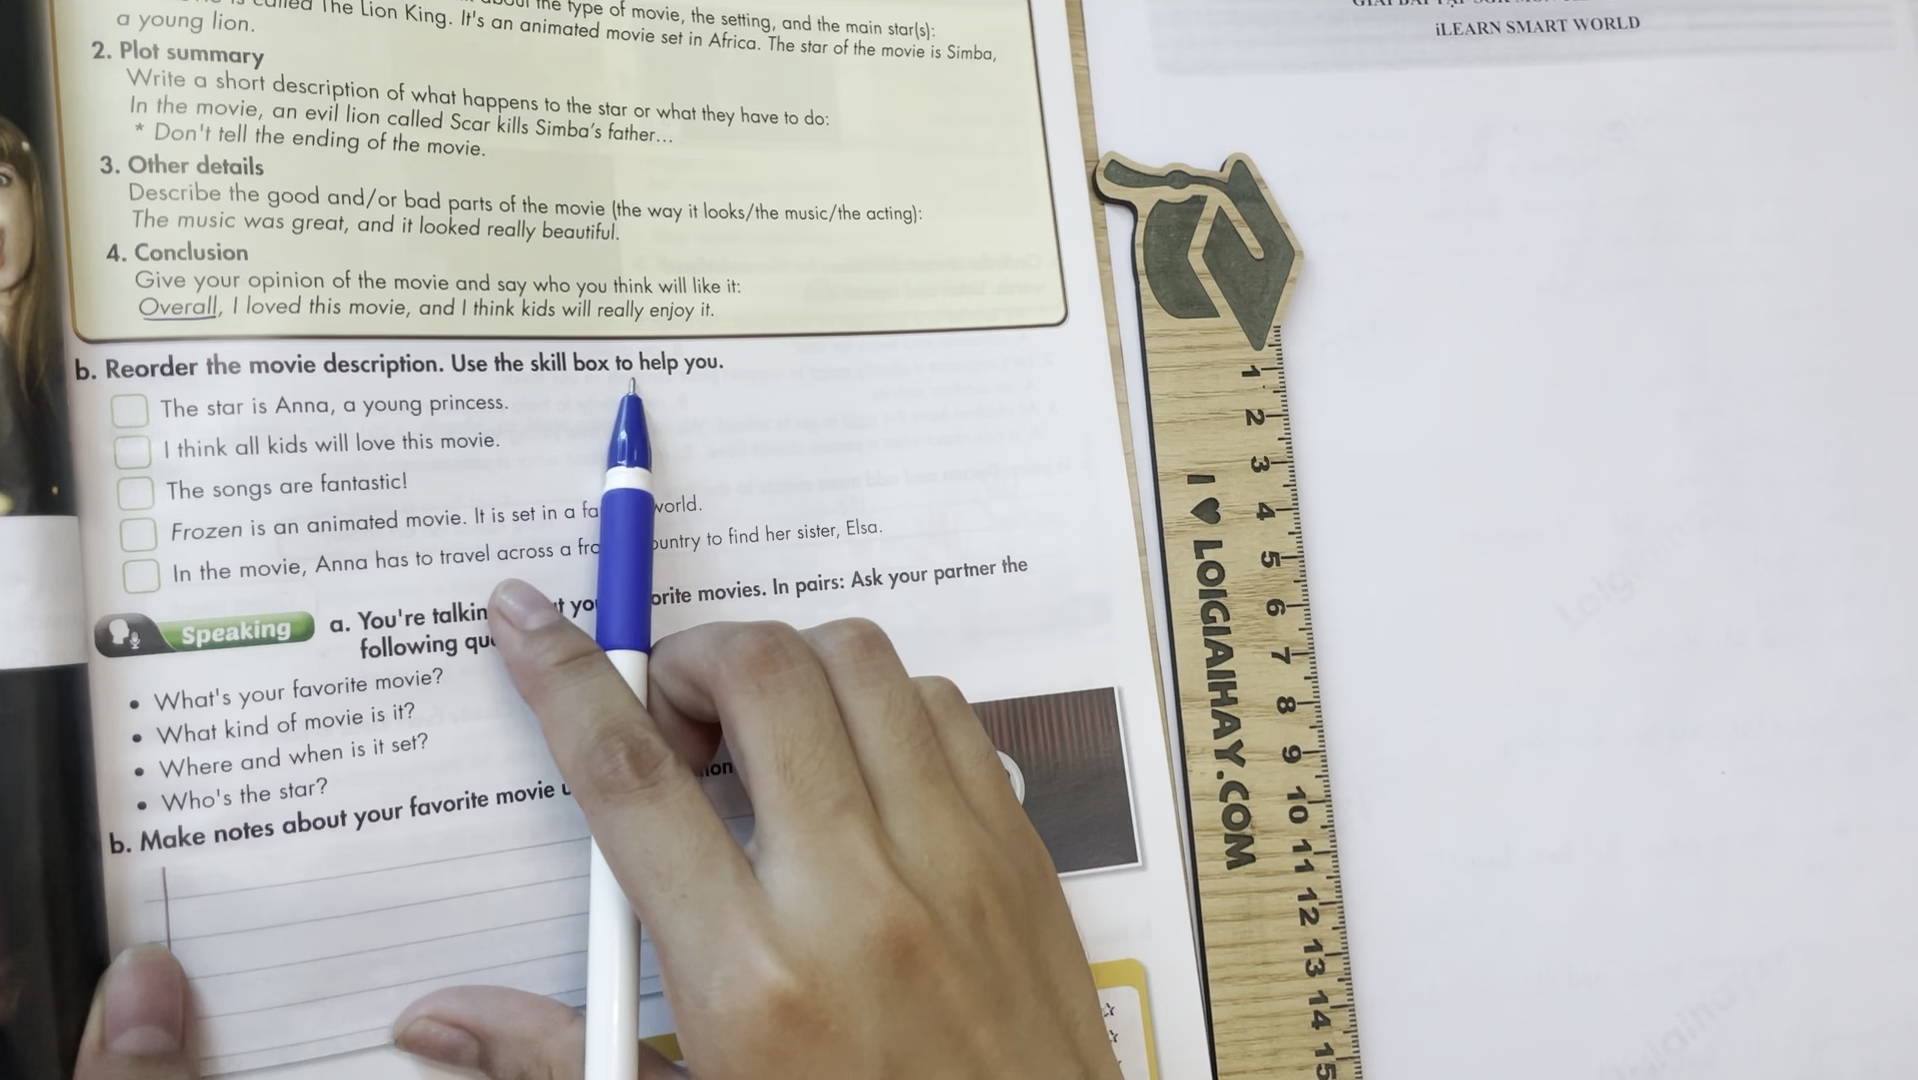 called The Lion King. It's an animated movie set in Africa. The star of the movie is Simba,
the type of movie, the setting, and the main star(s):
a young lion.
2. Plot summary
Write a short description of what happens to the star or what they have to do:
In the movie, an evil lion called Scar kills Simba's father...
* Don't tell the ending of the movie.
3. Other details
Describe the good and/or bad parts of the movie (the way it looks/the music/the acting):
The music was great, and it looked really beautiful.
4. Conclusion
Give your opinion of the movie and say who you think will like it:
Overall, I loved this movie, and I think kids will really enjoy it.
b. Reorder the movie description. Use the skill box to help you.
The star is Anna, a young princess.
I think all kids will love this movie.
The songs are fantastic!
Frozen is an animated movie. It is set in a world.
In the movie, Anna has to travel across a to find her sister, Elsa.
Speaking
a. You're movies. In pairs: Ask your partner the
following
• What's your favorite movie?
• What kind of movie is it?
• Where and when is it set?
• Who's the star?
b. Make notes about your favorite movie
iLEARN SMART WORLD
I ♥ LOIGIAIHAY.COM
1 2 3 4 5 6 7 8 9 10 11 12 13 14 15